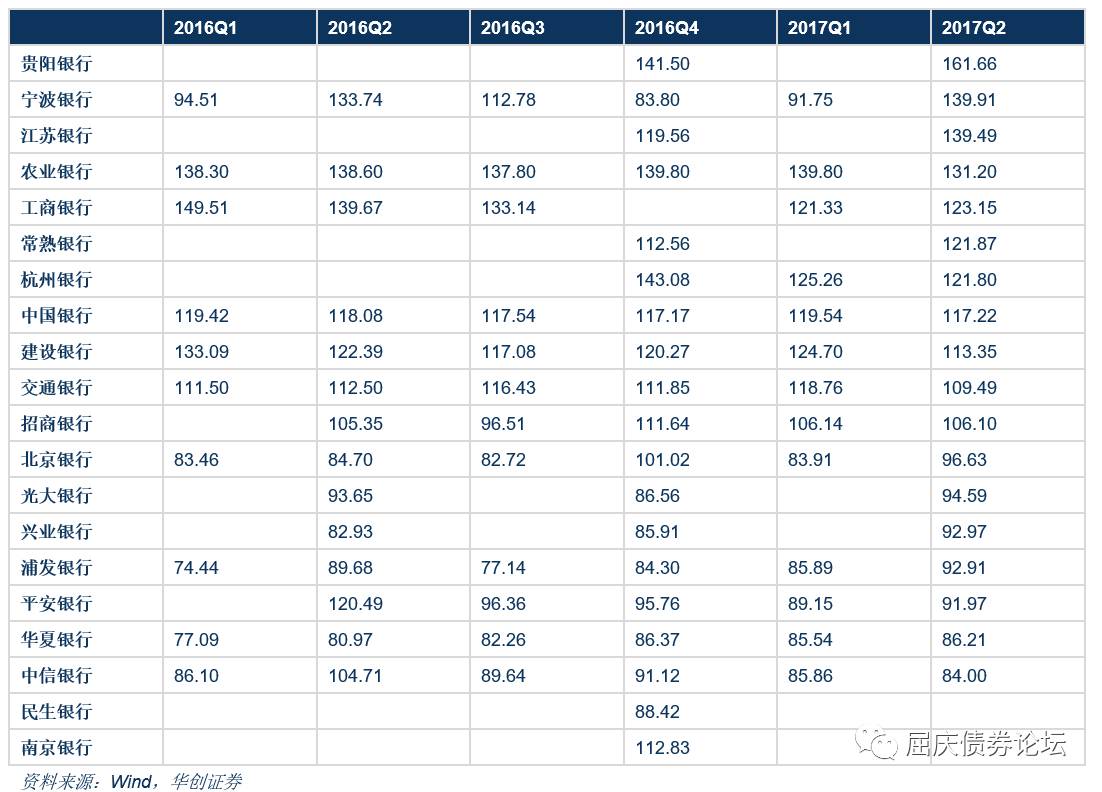 2016Q1 2016Q2 2016Q3 2016Q4 2017Q1 2017Q2
贵阳银行 141.50 161.66
宁波银行 94.51 133.74 112.78 83.80 91.75 139.91
江苏银行 119.56 139.49
农业银行 138.30 138.60 137.80 139.80 139.80 131.20
工商银行 149.51 139.67 133.14 121.33 123.15
常熟银行 112.56 121.87
杭州银行 143.08 125.26 121.80
中国银行 119.42 118.08 117.54 117.17 119.54 117.22
建设银行 133.09 122.39 117.08 120.27 124.70 113.35
交通银行 111.50 112.50 116.43 111.85 118.76 109.49
招商银行 105.35 96.51 111.64 106.14 106.10
北京银行 83.46 84.70 82.72 101.02 83.91 96.63
光大银行 93.65 86.56 94.59
兴业银行 82.93 85.91 92.97
浦发银行 74.44 89.68 77.14 84.30 85.89 92.91
平安银行 120.49 96.36 95.76 89.15 91.97
华夏银行 77.09 80.97 82.26 86.37 85.54 86.21
中信银行 86.10 104.71 89.64 91.12 85.86 84.00
民生银行 88.42
南京银行 112.83
屈庆债券论坛
资料来源：Wind，华创证券